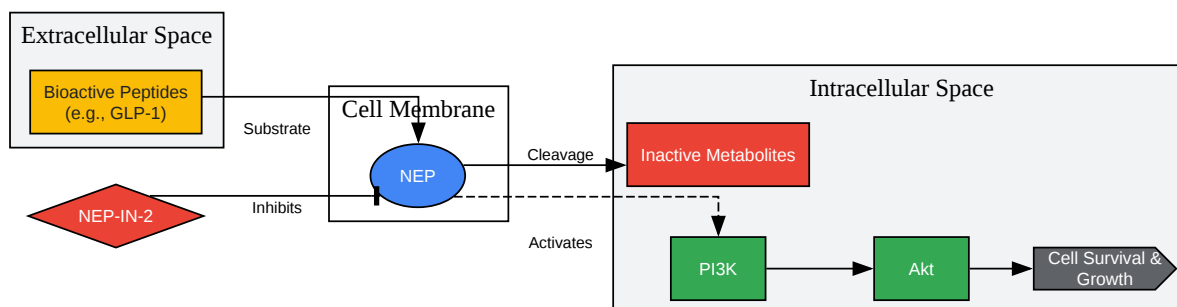 Extracellular Space
Bioactive Peptides
(e.g., GLP-1)
Substrate
Cell Membrane
NEP
NEP-IN-2
Inhibits
Cleavage
Activates
Intracellular Space
Inactive Metabolites
PI3K
Akt
Cell Survival &
Growth